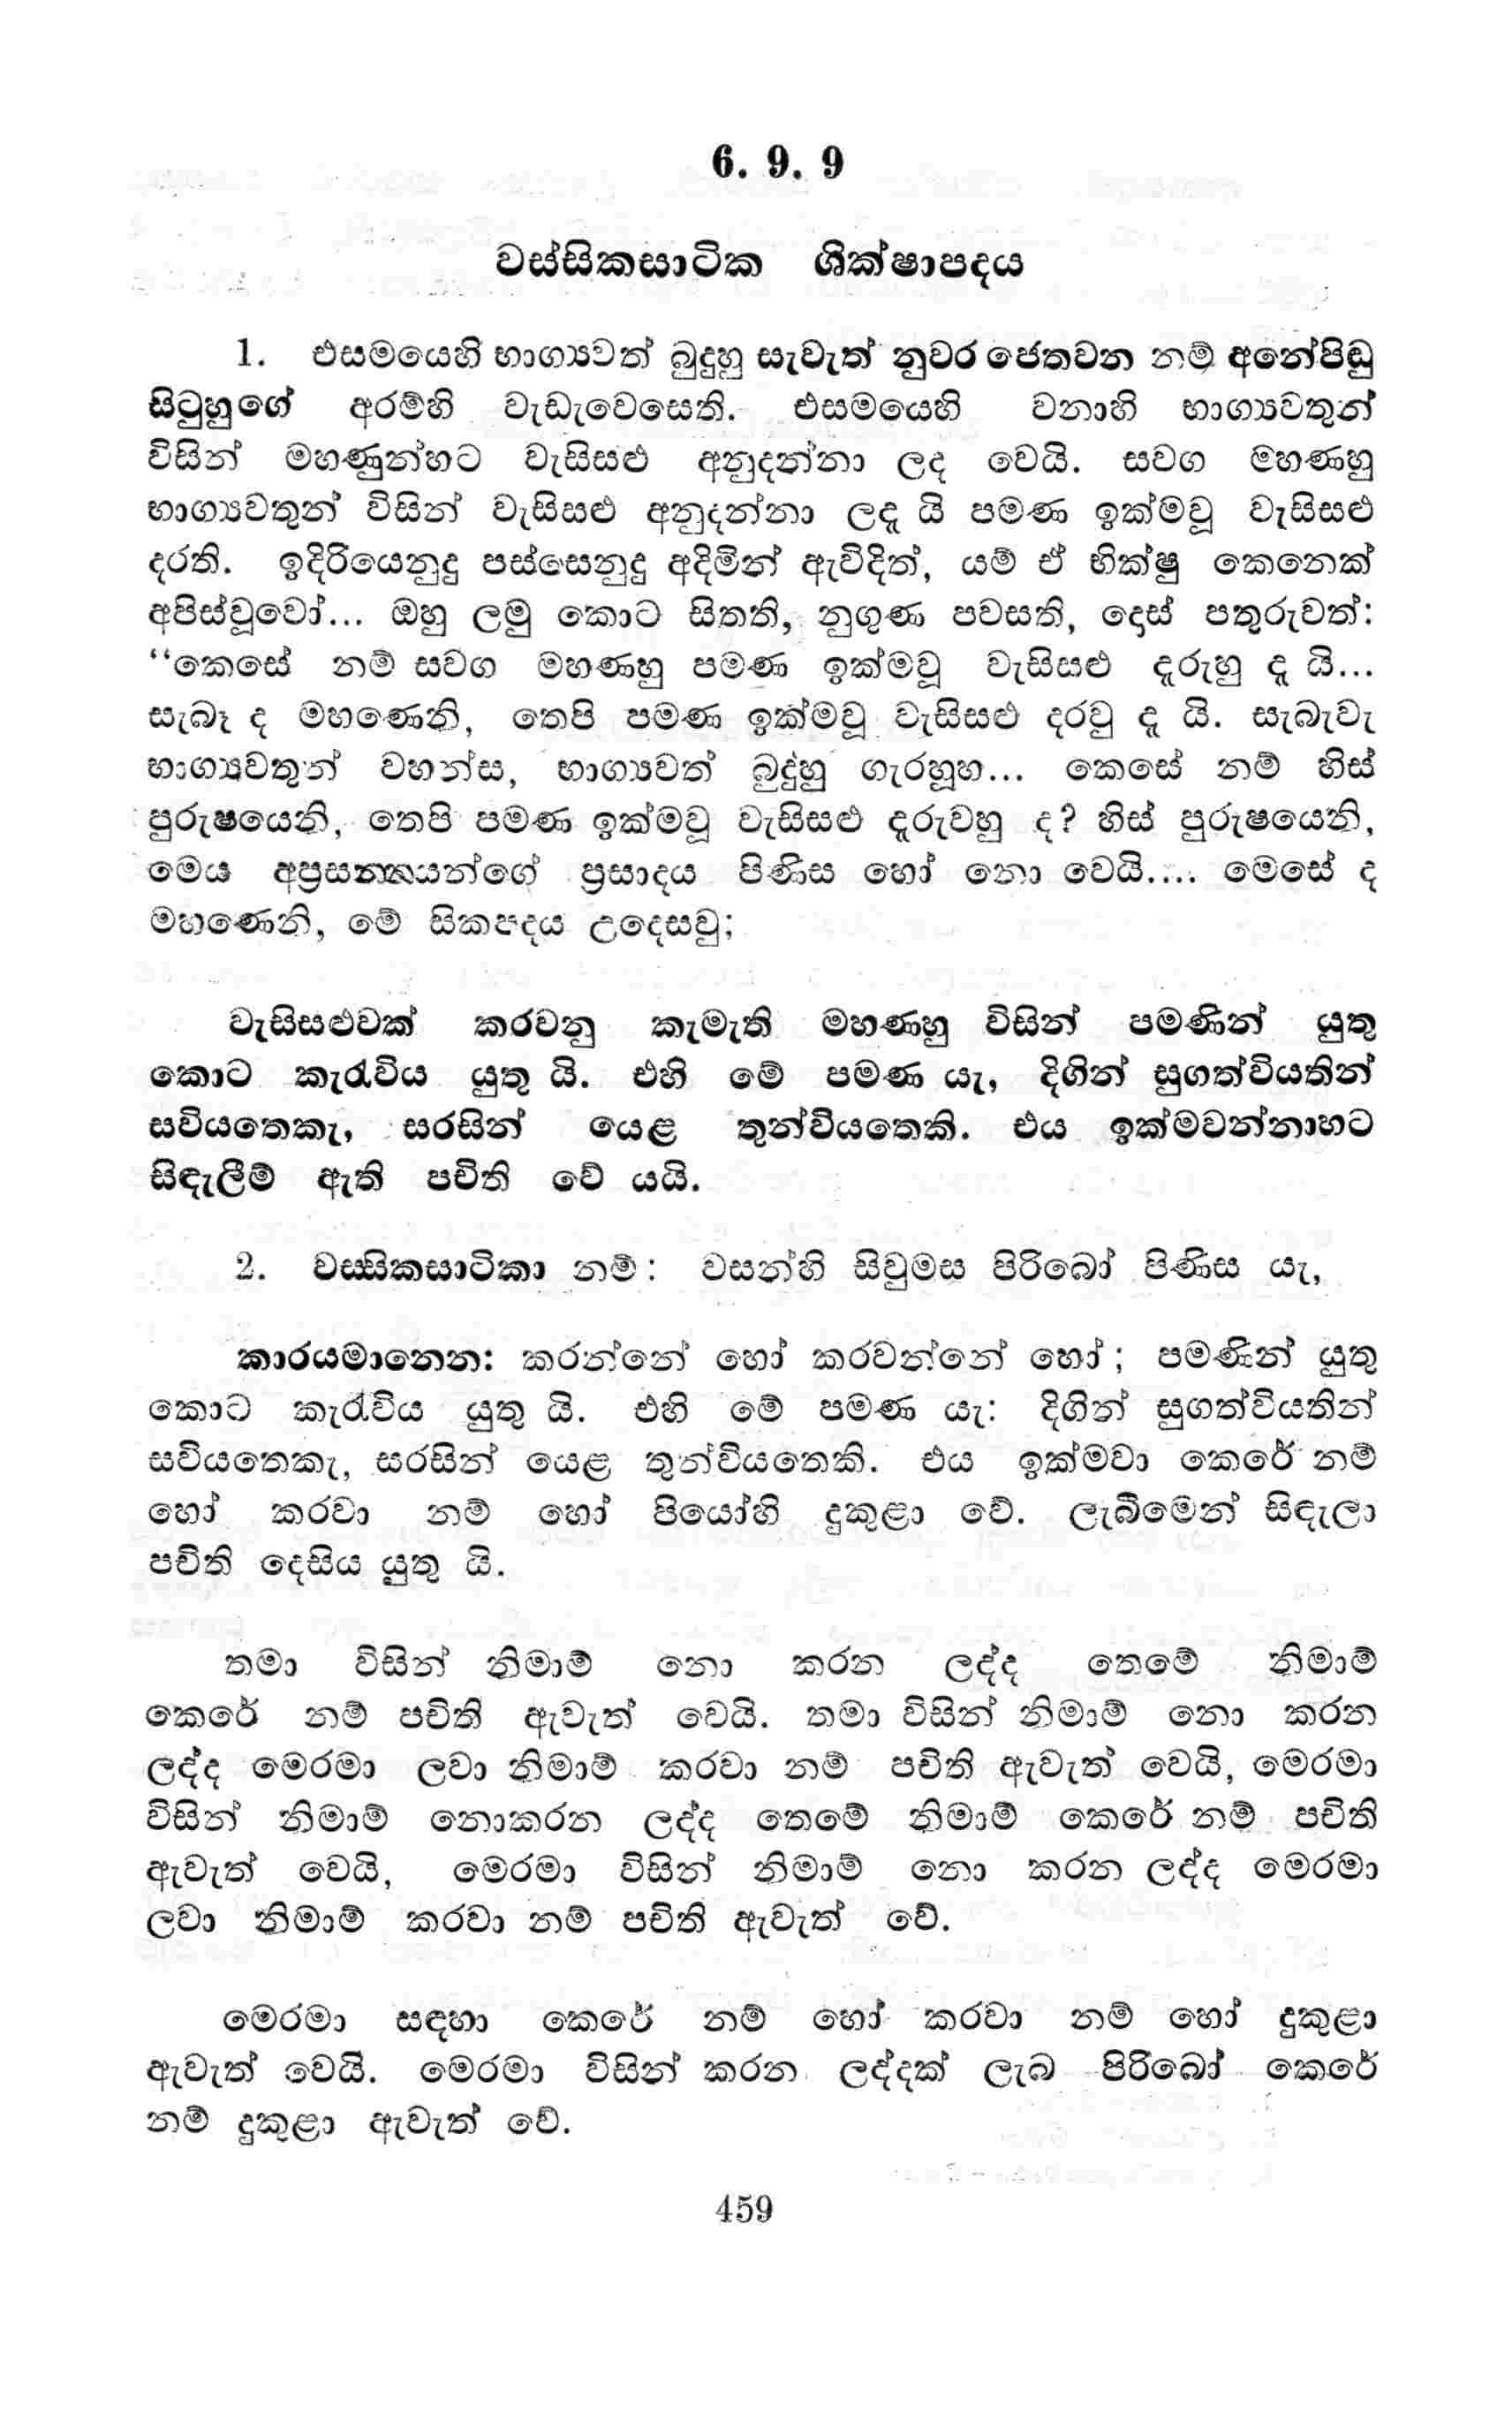 6. 9. 9
වස්සිකසාටික ශික්ෂාපදය
1. එසමයෙහි භාග්‍යවත් බුදුහු සැවැත් නුවර ජෙතවන නම් අනේපිඬු
සිටුහුගේ අරම්හි වැඩැවෙසෙති. එසමයෙහි වනාහි භාග්‍යවතුන්
විසින් මහණුන්හට වැසිසළු අනුදන්නා ලද වෙයි. සවග මහණහු
භාග්‍යවතුන් විසින් වැසිසළු අනුදන්නා ලදැ යි පමණ ඉක්මවූ වැසිසළු
දරති. ඉදිරියෙනුදු පස්සෙනුදු අදිමින් ඇවිදිත්, යම් ඒ භික්ෂු කෙනෙක්
අපිස්වූවෝ... ඔහු ලමු කොට සිතති, නුගුණ පවසති, දොස් පතුරුවත්:
“කෙසේ නම් සවග මහණහු පමණ ඉක්මවූ වැසිසළු දැරුහු දැ යි...
සැබෑ ද මහණෙනි, තෙපි පමණ ඉක්මවූ වැසිසළු දරවු දැ යි. සැබැවැ
භාග්‍යවතුන් වහන්ස, භාග්‍යවත් බුදුහු ගැරහූහ... කෙසේ නම් හිස්
පුරුෂයෙනි, තෙපි පමණ ඉක්මවූ වැසිසළු දැරුවහු ද? හිස් පුරුෂයෙනි,
මෙය අප්‍රසන්නයන්ගේ ප්‍රසාදය පිණිස හෝ නො වෙයි.... මෙසේ ද
මහණෙනි, මේ සිකපදය උදෙසවු;
වැසිසළුවක් කරවනු කැමැති මහණහු විසින් පමණින් යුතු
කොට කැරැවිය යුතු යි. එහි මේ පමණ යැ, දිගින් සුගත්වියතින්
සවියතෙකැ, සරසින් යෙළ තුන්වියතෙකි. එය ඉක්මවන්නාහට
සිඳැලීම් ඇති පචිති වේ යයි.
2. වස්සිකසාටිකා නම්: වසන්හි සිවුමස පිරිබෝ පිණිස යැ,
කාරයමානෙන: කරන්නේ හෝ කරවන්නේ හෝ; පමණින් යුතු
කොට කැරැවිය යුතු යි. එහි මේ පමණ යැ: දිගින් සුගත්වියතින්
සවියතෙකැ, සරසින් යෙළ තුන්වියතෙකි. එය ඉක්මවා කෙරේ නම්
හෝ කරවා නම් හෝ පියෝහි දුකුළා වේ. ලැබීමෙන් සිඳැලා
පචිති දෙසිය යුතු යි.
තමා විසින් නිමාම් නො කරන ලද්ද තෙමේ නිමාම්
කෙරේ නම් පචිති ඇවැත් වෙයි. තමා විසින් නිමාම් නො කරන
ලද්ද මෙරමා ලවා නිමාම් කරවා නම් පචිති ඇවැත් වෙයි, මෙරමා
විසින් නිමාම් නොකරන ලද්ද තෙමේ නිමාම් කෙරේ නම් පචිති
ඇවැත් වෙයි, මෙරමා විසින් නිමාම් නො කරන ලද්ද මෙරමා
ලවා නිමාම් කරවා නම් පචිති ඇවැත් වේ.
මෙරමා සඳහා කෙරේ නම් හෝ කරවා නම් හෝ දුකුළා
ඇවැත් වෙයි. මෙරමා විසින් කරන ලද්දක් ලැබ පිරිබෝ කෙරේ
නම් දුකුළා ඇවැත් වේ.
459